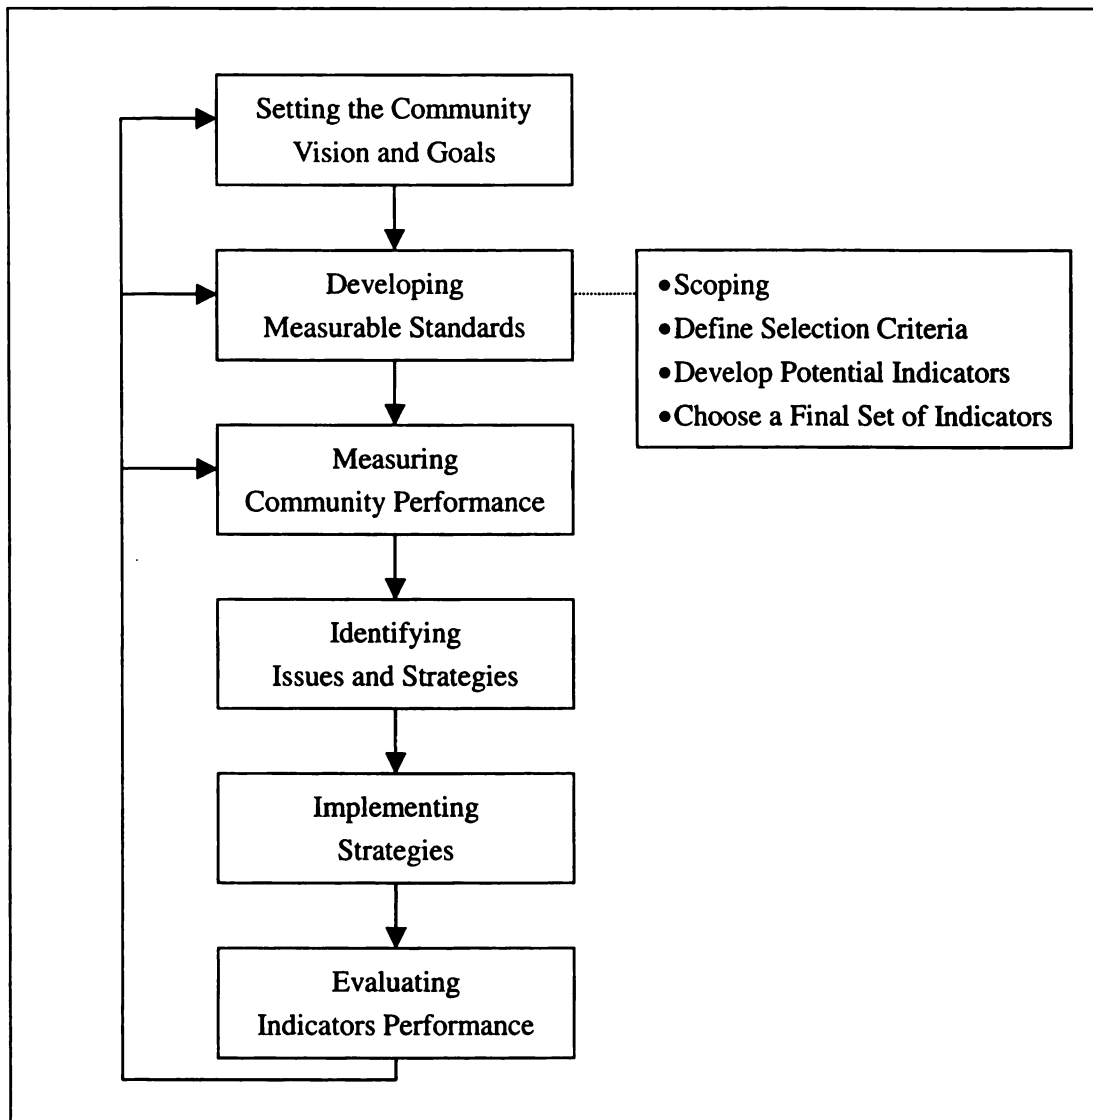 Setting the Community
Vision and Goals
Developing
Measurable Standards
•Scoping
•Define Selection Criteria
•Develop Potential Indicators
•Choose a Final Set of Indicators
Measuring
Community Performance
Identifying
Issues and Strategies
Implementing
Strategies
Evaluating
Indicators Performance